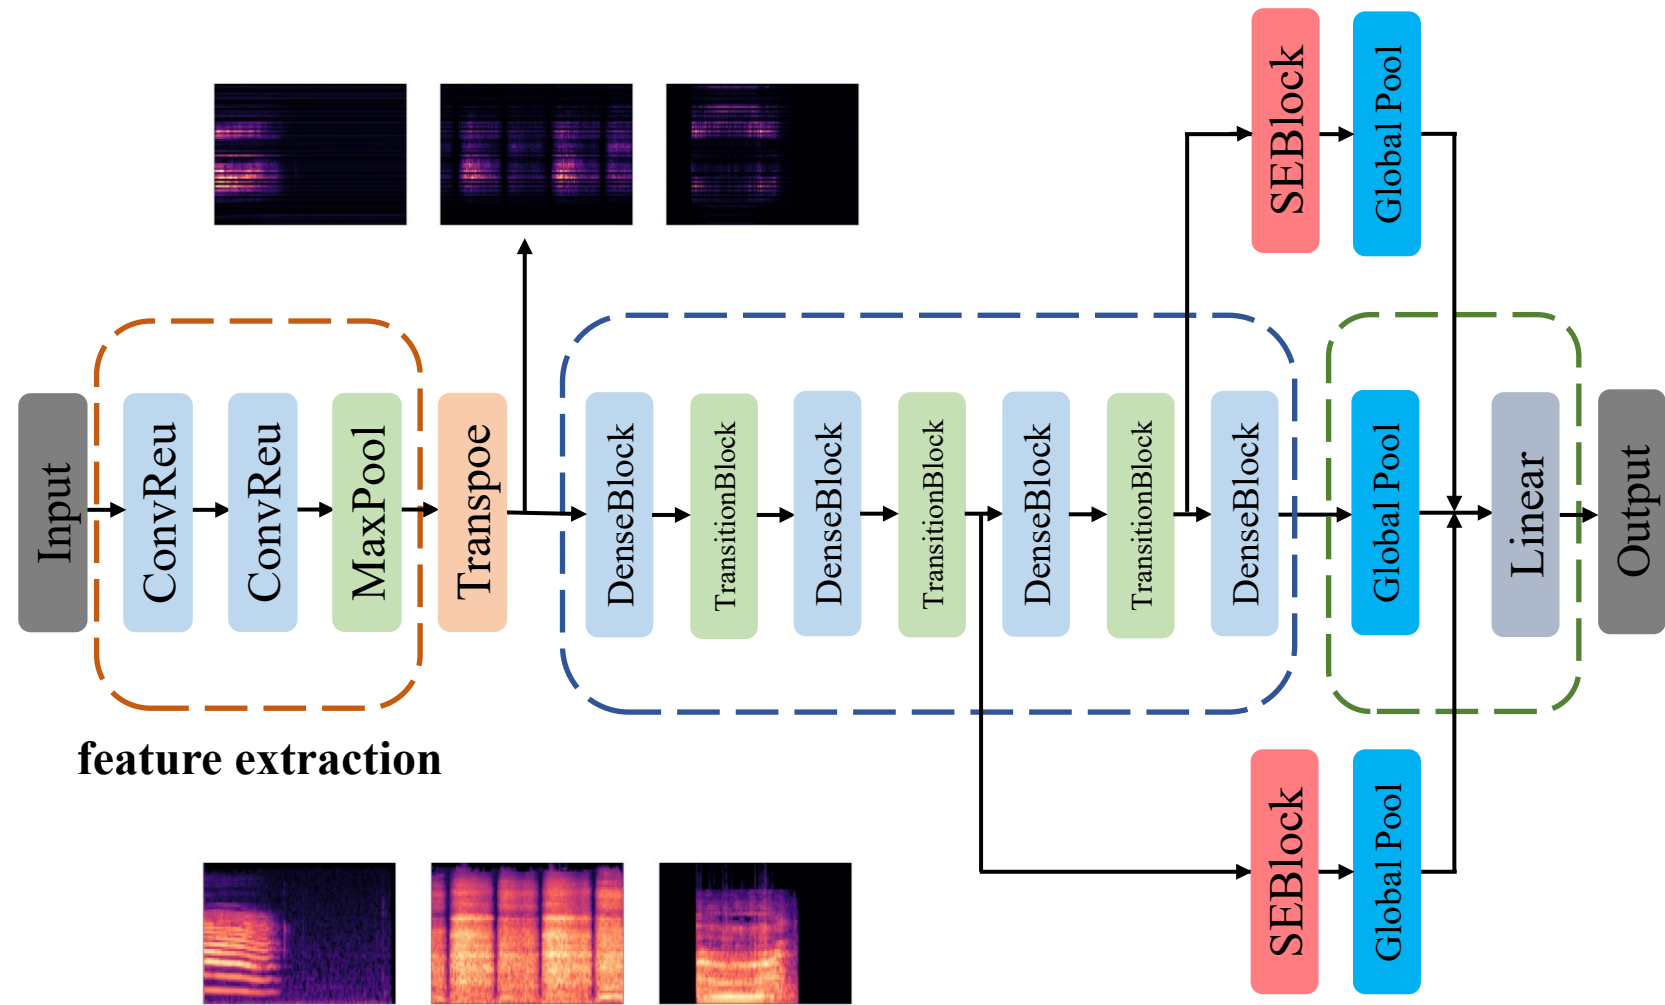 SEBlock
Global Pool
Input
ConvReu
ConvReu
MaxPool
Transpoe
DenseBlock
TransitionBlock
DenseBlock
TransitionBlock
DenseBlock
TransitionBlock
DenseBlock
Global Pool
Linear
Output
feature extraction
SEBlock
Global Pool